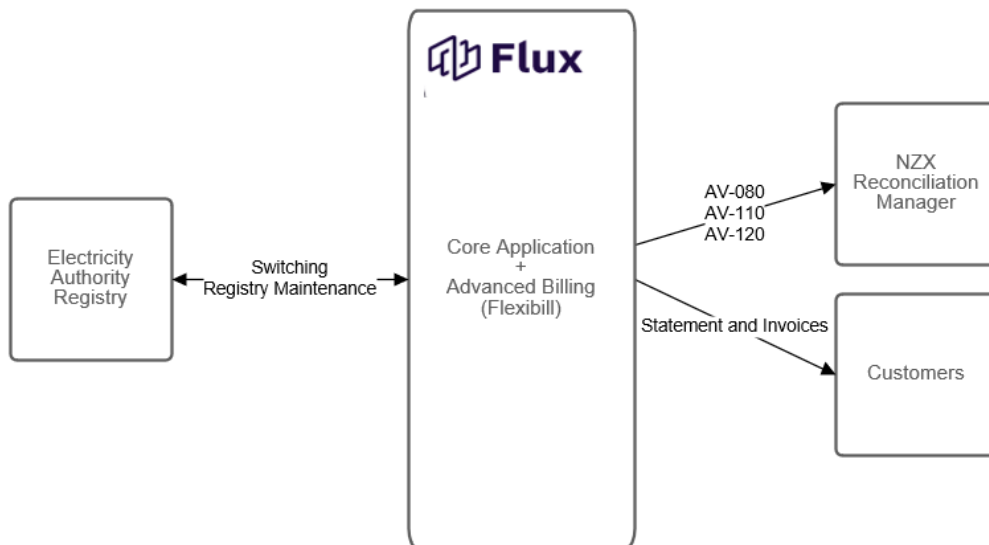 Flux
Electricity
Authority
Registry
Switching
Registry Maintenance
Core Application
+
Advanced Billing
(Flexibill)
AV-080
AV-110
AV-120
NZX
Reconciliation
Manager
Statement and Invoices
Customers